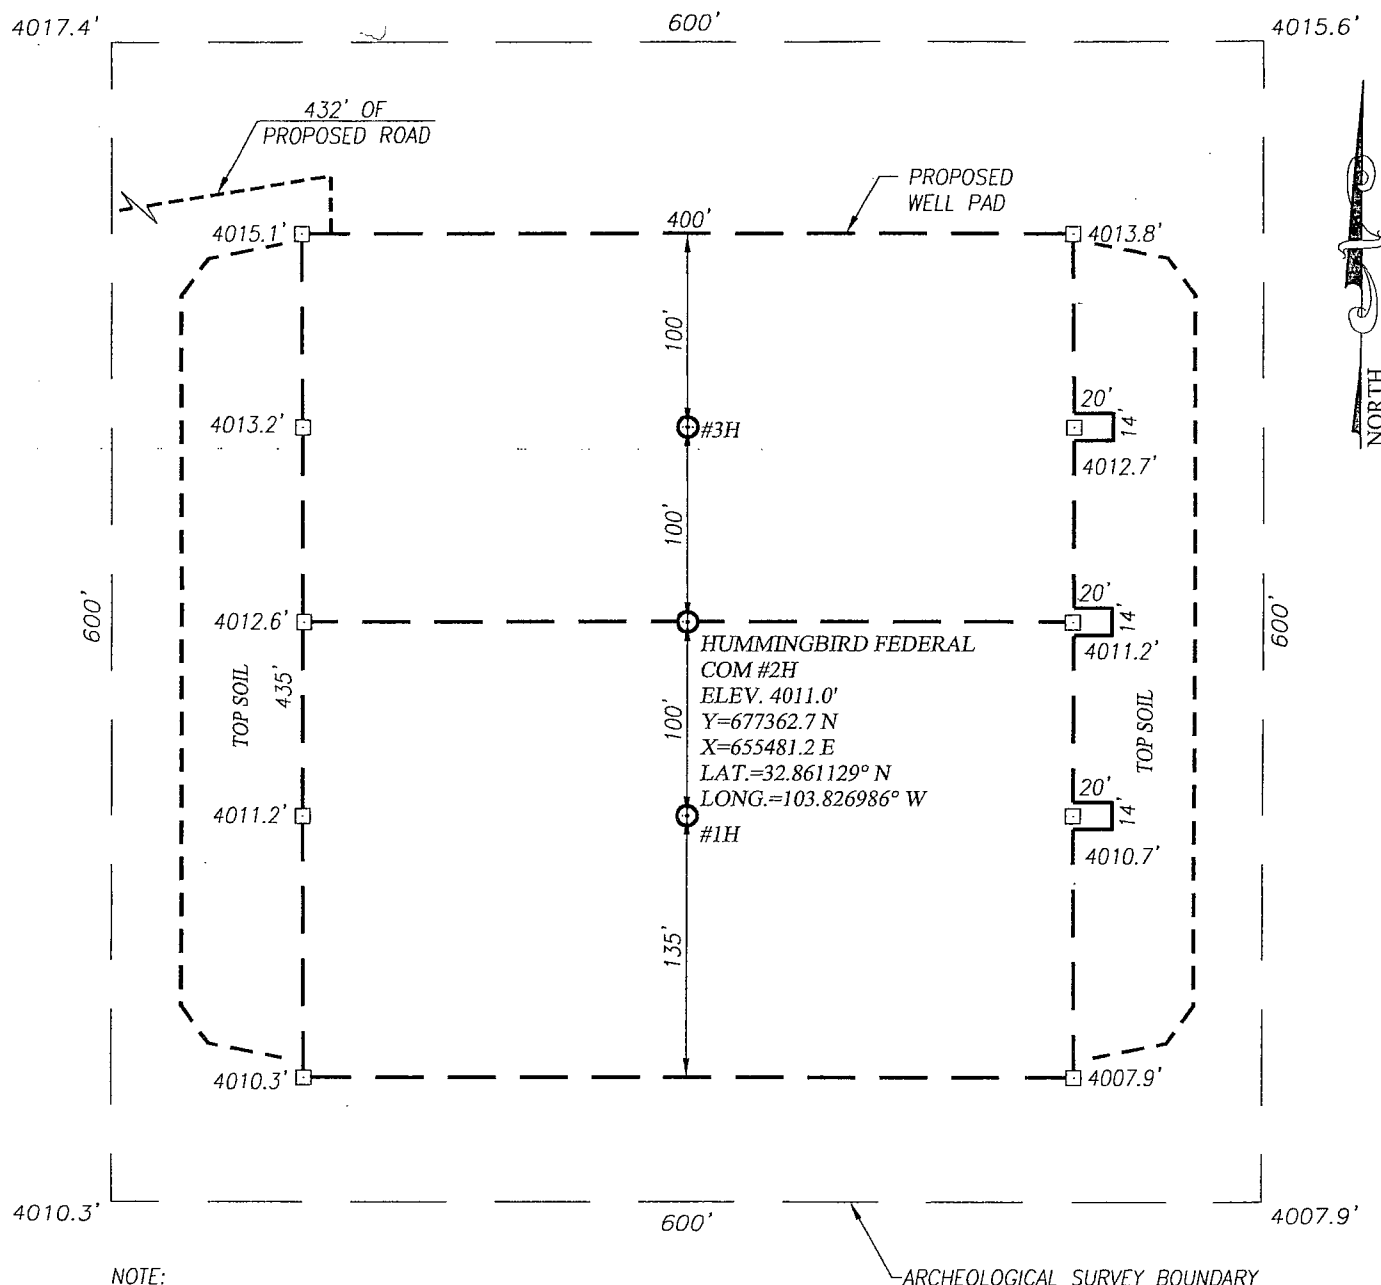 4017.4'
600'
4015.6'
432' OF
PROPOSED ROAD
PROPOSED
WELL PAD
4015.1'
400'
4013.8'
100'
NORTH
4013.2'
#3H
20'
14'
4012.7'
100'
600'
4012.6'
20'
14'
4011.2'
600'
HUMMINGBIRD FEDERAL
COM #2H
ELEV. 4011.0'
Y=677362.7 N
X=655481.2 E
LAT.=32.861129° N
LONG.=103.826986° W
TOP SOIL
435'
100'
TOP SOIL
4011.2'
#1H
20'
14'
4010.7'
135'
4010.3'
4007.9'
4010.3'
600'
4007.9'
NOTE:
ARCHEOLOGICAL SURVEY BOUNDARY